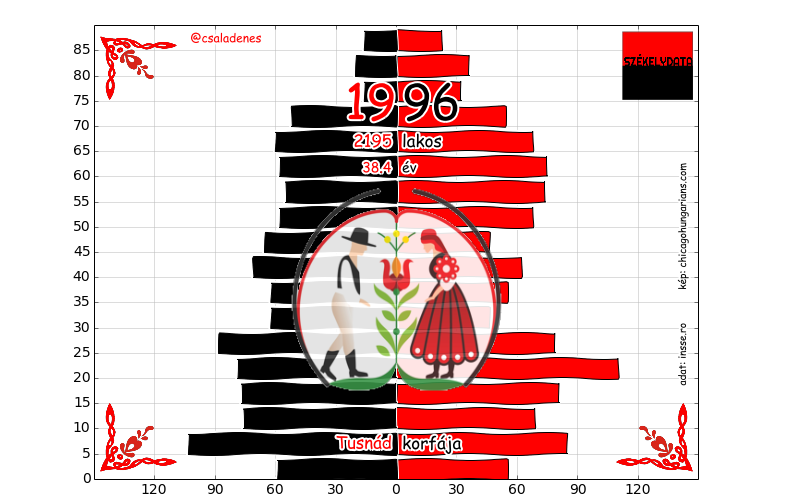 @csaladenes
SZÉKELYDATA
1996
2195 lakos
38.4 év
kép: chicagohungarians.com
adat: insse.ro
Tusnád korfája
85
80
75
70
65
60
55
50
45
40
35
30
25
20
15
10
5
0
120 90 60 30 0 30 60 90 120